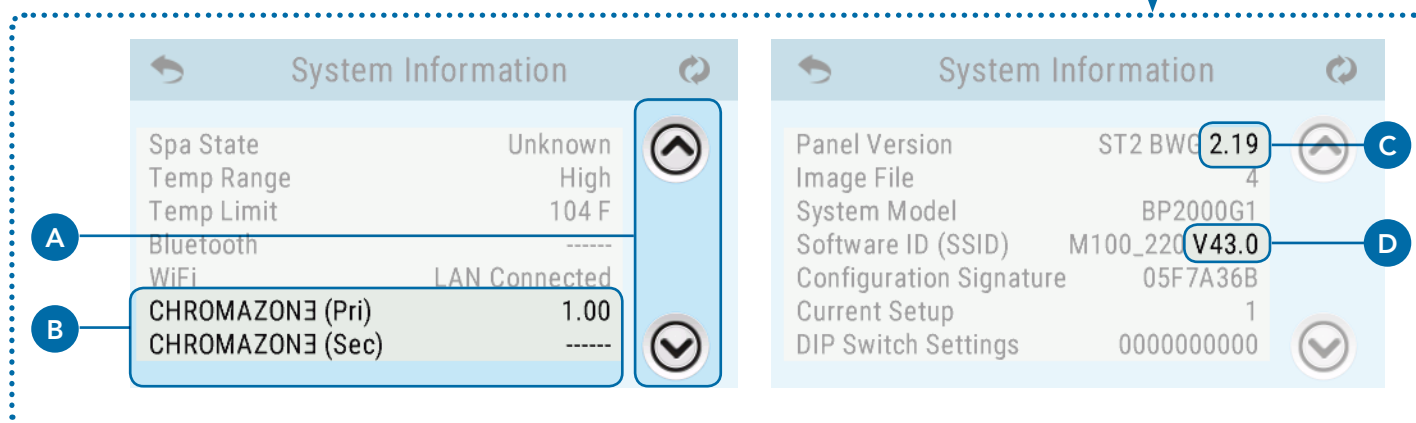 System Information
Spa State Unknown
Temp Range High
Temp Limit 104 F
Bluetooth ------
WiFi LAN Connected
CHROMAZONƎ (Pri) 1.00
CHROMAZONƎ (Sec) ------
A
B
System Information
Panel Version ST2 BWG 2.19
Image File 4
System Model BP2000G1
Software ID (SSID) M100_220 V43.0
Configuration Signature 05F7A36B
Current Setup 1
DIP Switch Settings 0000000000
C
D